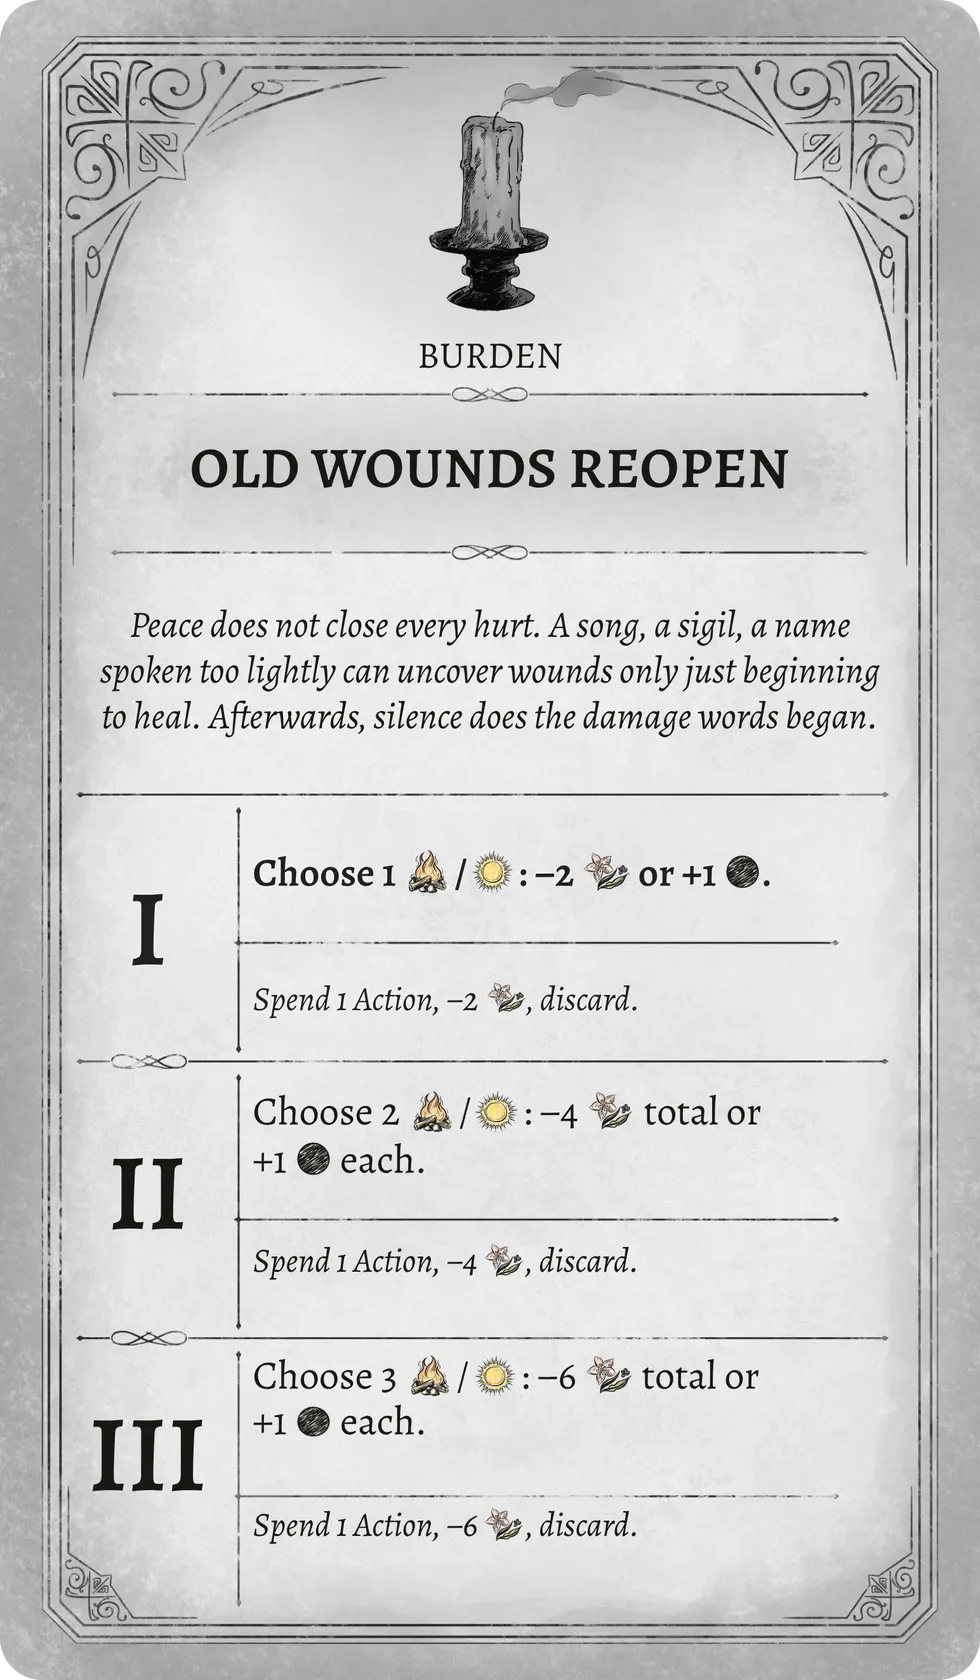 BURDEN
OLD WOUNDS REOPEN
Peace does not close every hurt. A song, a sigil, a name
spoken too lightly can uncover wounds only just beginning
to heal. Afterwards, silence does the damage words began.
I
Choose 1 / : –2 or +1 .
Spend 1 Action, –2 , discard.
II
Choose 2 / : –4 total or
+1 each.
Spend 1 Action, –4 , discard.
III
Choose 3 / : –6 total or
+1 each.
Spend 1 Action, –6 , discard.